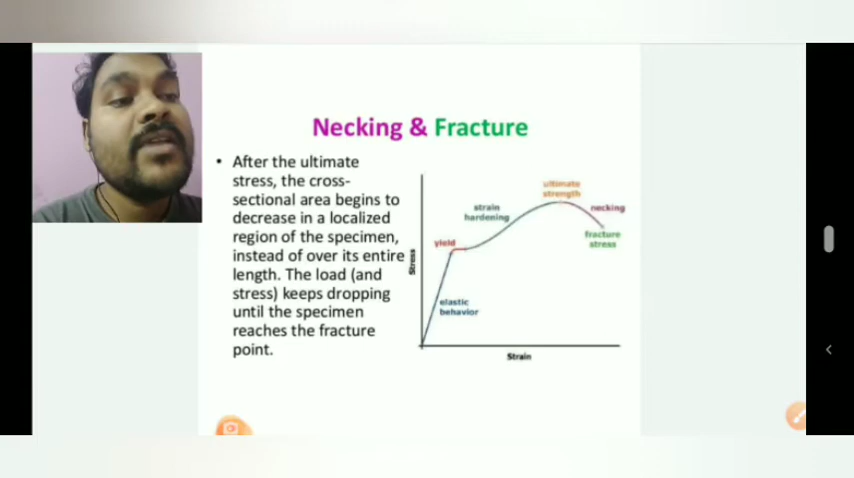 Necking & Fracture
• After the ultimate
stress, the cross-
sectional area begins to
decrease in a localized
region of the specimen,
instead of over its entire
length. The load (and
stress) keeps dropping
until the specimen
reaches the fracture
point.
ultimate
strength
strain
hardening
necking
fracture
stress
yield
Stress
elastic
behavior
Strain